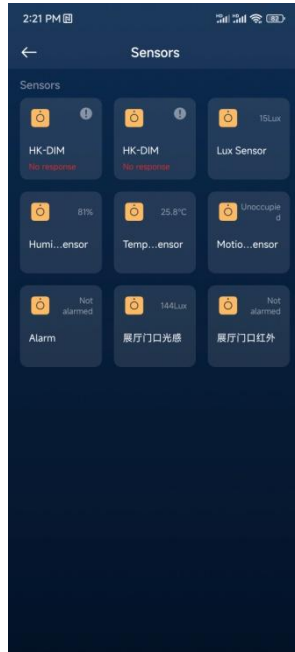 2:21 PM
82
Sensors
Sensors
HK-DIM
No response
HK-DIM
No response
15Lux
Lux Sensor
81%
Humi...ensor
25.8°C
Temp...ensor
Unoccupie
d
Motio...ensor
Not
alarmed
Alarm
144Lux
展厅门口光感
Not
alarmed
展厅门口红外